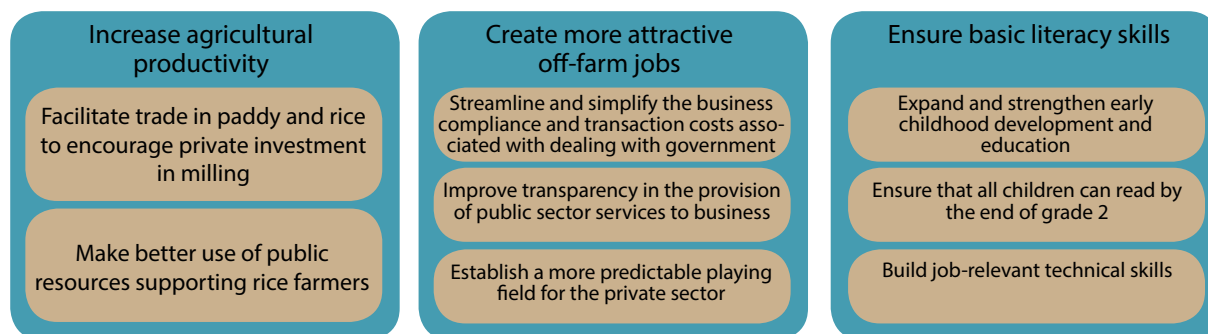 Increase agricultural
productivity
Facilitate trade in paddy and rice
to encourage private investment
in milling
Make better use of public
resources supporting rice farmers
Create more attractive
off-farm jobs
Streamline and simplify the business
compliance and transaction costs asso-
ciated with dealing with government
Improve transparency in the provision
of public sector services to business
Establish a more predictable playing
field for the private sector
Ensure basic literacy skills
Expand and strengthen early
childhood development and
education
Ensure that all children can read by
the end of grade 2
Build job-relevant technical skills